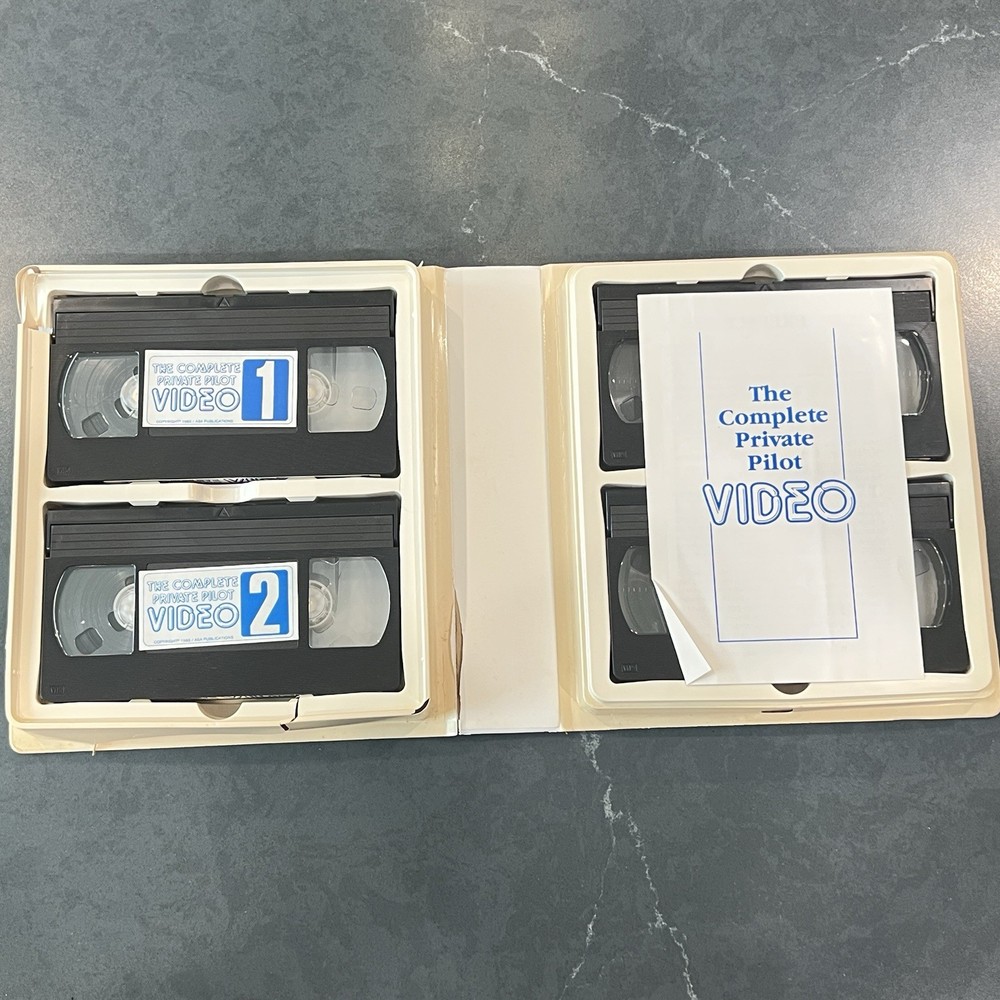 THE COMPLETE
PRIVATE PILOT
VIDEO 1
THE COMPLETE
PRIVATE PILOT
VIDEO 2
The
Complete
Private
Pilot
VIDEO